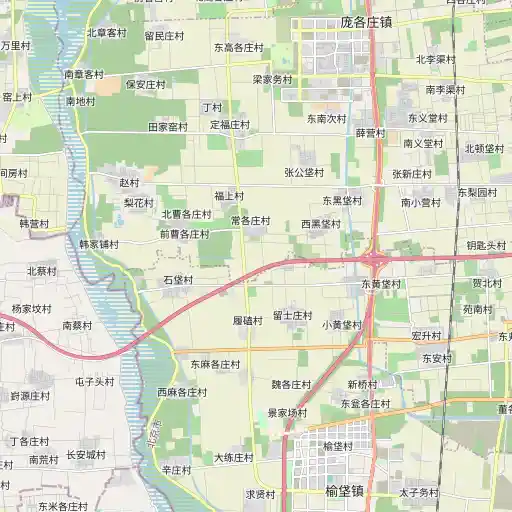 庞各庄镇
北章客村
留民庄村
万里村
东高各庄村
北李渠村
南章客村
梁家务村
保安庄村
南李渠村
窑上村
南地村
丁村
东南次村
东义堂村
田家窑村
定福庄村
薛营村
南义堂村
北顿垡村
间房村
张公垡村
张新庄村
赵村
东梨园村
福上村
梨花村
东黑垡村
南小营村
北曹各庄村
韩营村
常各庄村
西黑垡村
前曹各庄村
韩家铺村
钥匙头村
北蔡村
石垡村
东黄垡村
贺北村
杨家坟村
苑南村
留士庄村
南蔡村
履磕村
小黄垡村
宏升村
东安村
东麻各庄村
屯子头村
魏各庄村
新桥村
西麻各庄村
东瓮各庄村
景家场村
北京市
丁各庄村
榆垡村
长安城村
南荒村
大练庄村
辛庄村
求贤村
榆垡镇
太子务村
东米各庄村